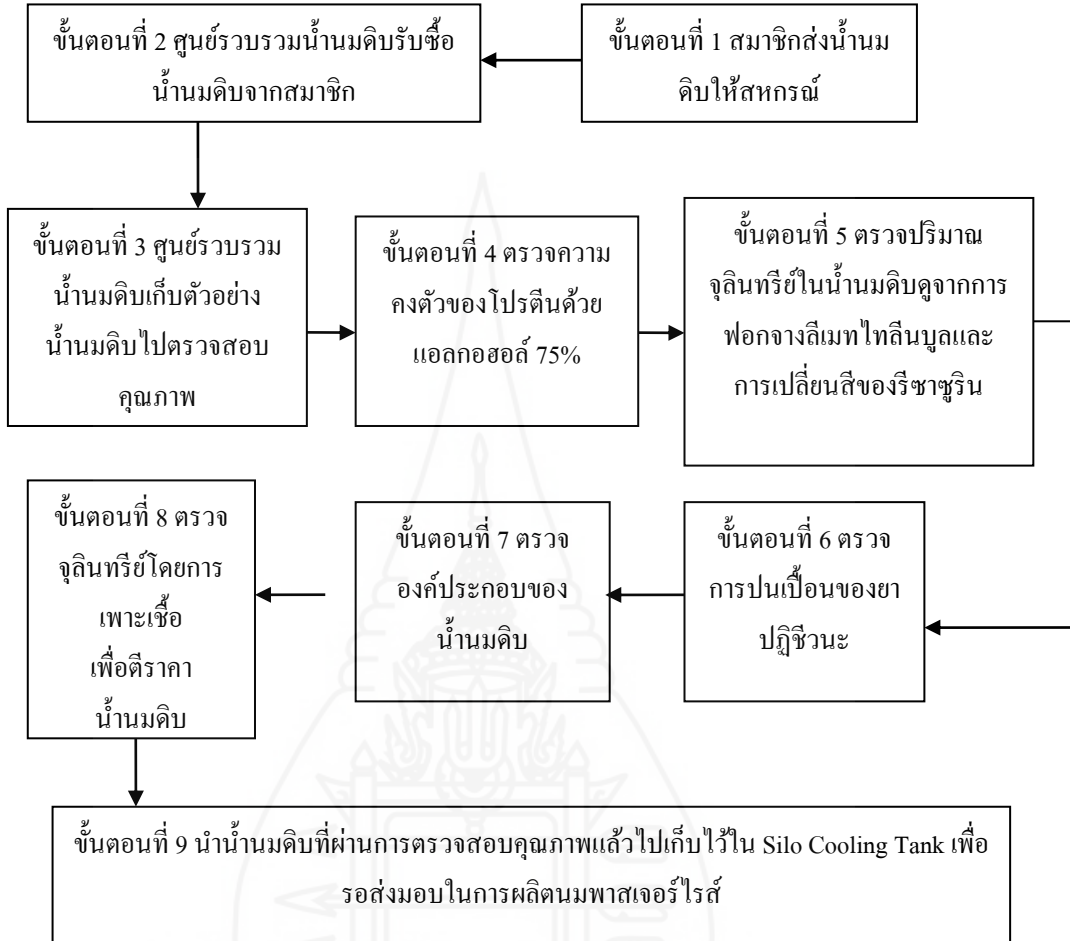 ขั้นตอนที่ 2 ศูนย์รวบรวมน้ำนมดิบรับซื้อ
น้ำนมดิบจากสมาชิก
ขั้นตอนที่ 1 สมาชิกส่งน้ำนม
ดิบให้สหกรณ์
ขั้นตอนที่ 3 ศูนย์รวบรวม
น้ำนมดิบเก็บตัวอย่าง
น้ำนมดิบไปตรวจสอบ
คุณภาพ
ขั้นตอนที่ 4 ตรวจความ
คงตัวของโปรตีนด้วย
แอลกอฮอล์ 75%
ขั้นตอนที่ 5 ตรวจปริมาณ
จุลินทรีย์ในน้ำนมดิบดูจากการ
ฟอกจางลีเมทไทลีนบูลและ
การเปลี่ยนสีของรีซาซูริน
ขั้นตอนที่ 8 ตรวจ
จุลินทรีย์โดยการ
เพาะเชื้อ
เพื่อตีราคา
น้ำนมดิบ
ขั้นตอนที่ 7 ตรวจ
องค์ประกอบของ
น้ำนมดิบ
ขั้นตอนที่ 6 ตรวจ
การปนเปื้อนของยา
ปฏิชีวนะ
ขั้นตอนที่ 9 นำน้ำนมดิบที่ผ่านการตรวจสอบคุณภาพแล้วไปเก็บไว้ใน Silo Cooling Tank เพื่อ
รอส่งมอบในการผลิตนมพาสเจอร์ไรส์